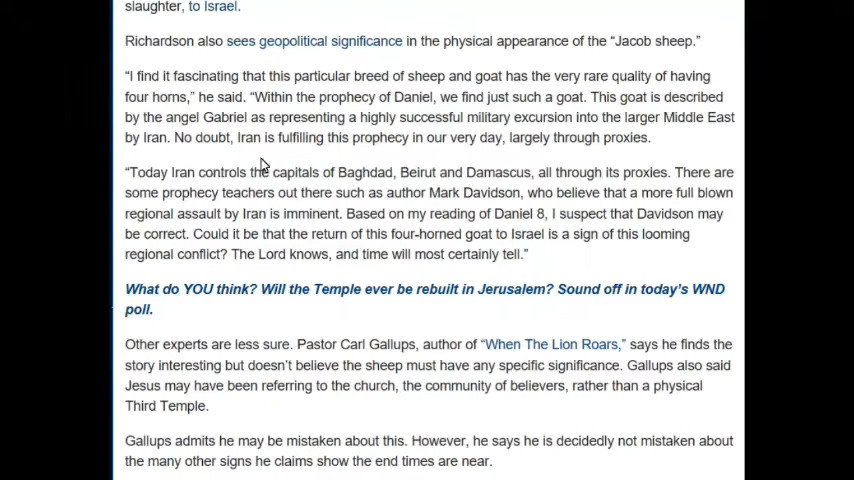 slaughter, to Israel.
Richardson also sees geopolitical significance in the physical appearance of the “Jacob sheep.”
“I find it fascinating that this particular breed of sheep and goat has the very rare quality of having
four horns,” he said. “Within the prophecy of Daniel, we find just such a goat. This goat is described
by the angel Gabriel as representing a highly successful military excursion into the larger Middle East
by Iran. No doubt, Iran is fulfilling this prophecy in our very day, largely through proxies.
“Today Iran controls the capitals of Baghdad, Beirut and Damascus, all through its proxies. There are
some prophecy teachers out there such as author Mark Davidson, who believe that a more full blown
regional assault by Iran is imminent. Based on my reading of Daniel 8, I suspect that Davidson may
be correct. Could it be that the return of this four-horned goat to Israel is a sign of this looming
regional conflict? The Lord knows, and time will most certainly tell.”
What do YOU think? Will the Temple ever be rebuilt in Jerusalem? Sound off in today’s WND
poll.
Other experts are less sure. Pastor Carl Gallups, author of “When The Lion Roars,” says he finds the
story interesting but doesn’t believe the sheep must have any specific significance. Gallups also said
Jesus may have been referring to the church, the community of believers, rather than a physical
Third Temple.
Gallups admits he may be mistaken about this. However, he says he is decidedly not mistaken about
the many other signs he claims show the end times are near.